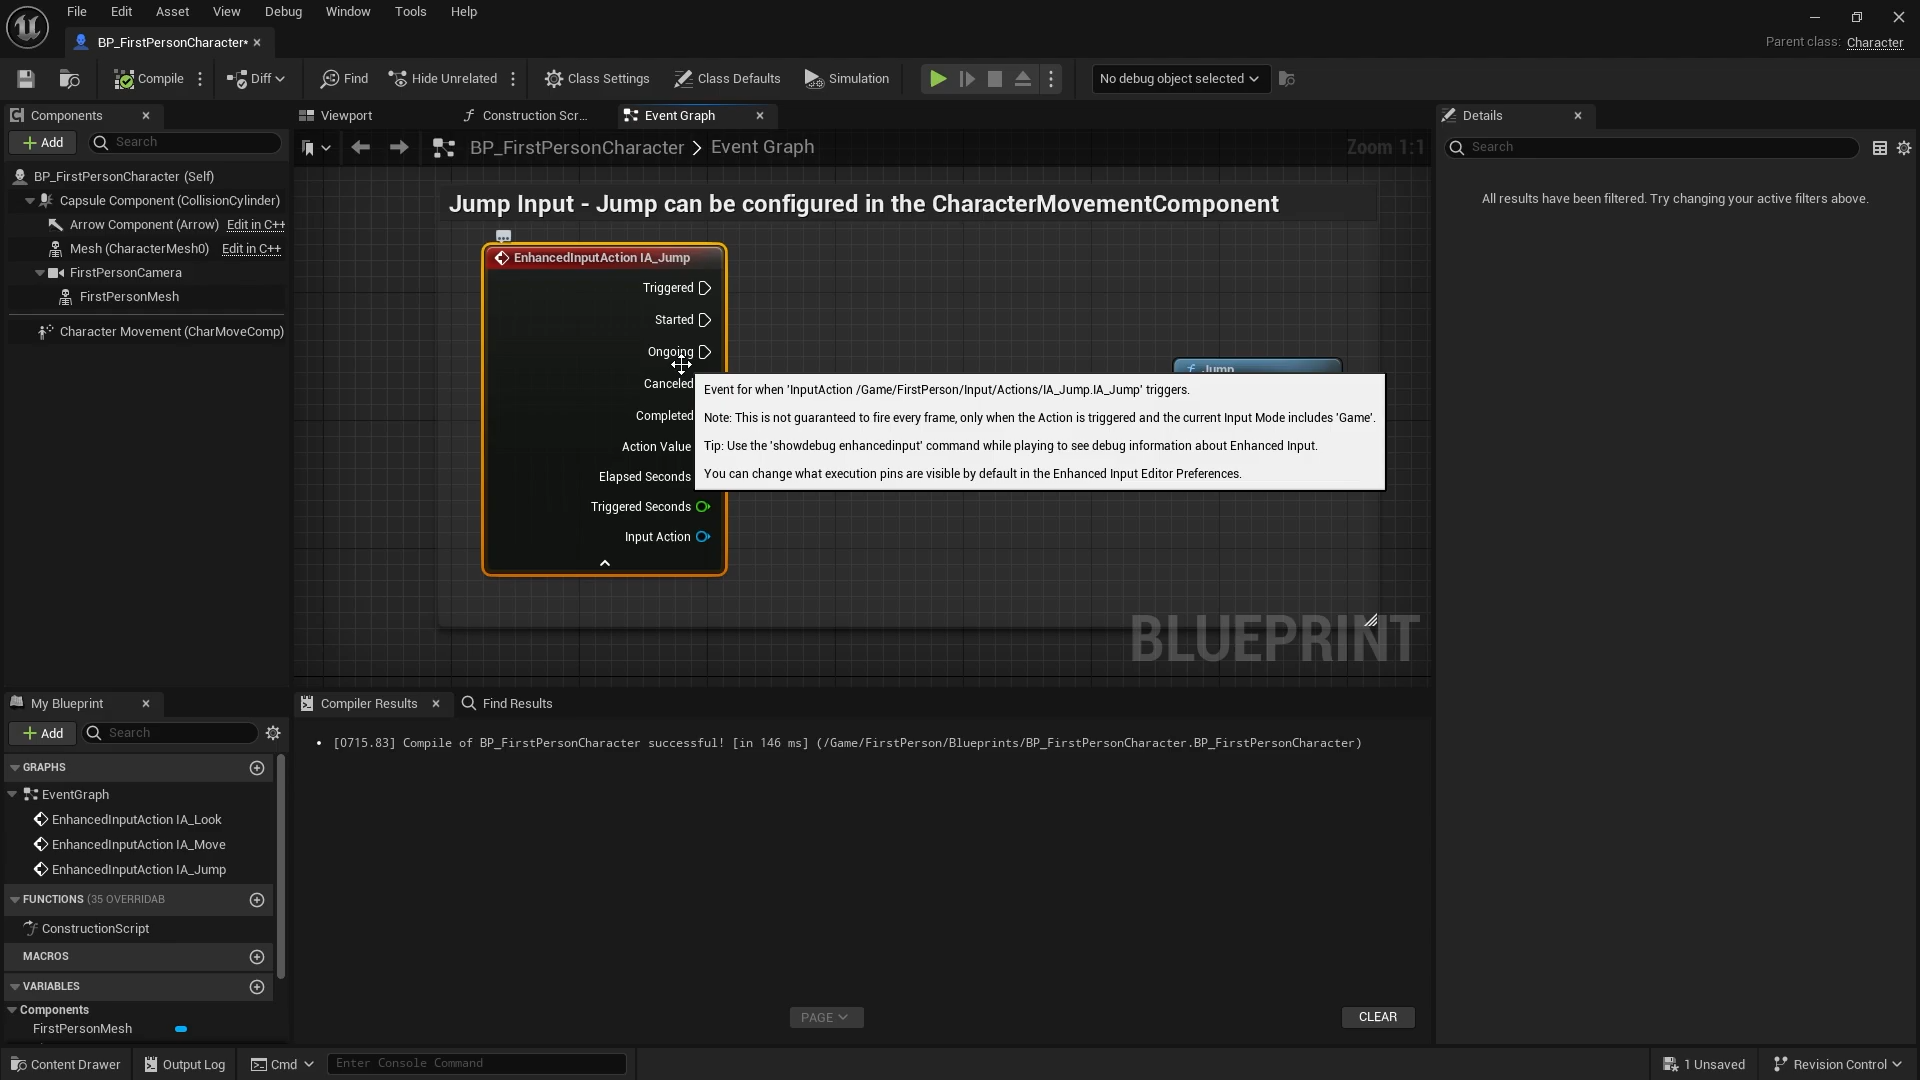 File Edit Asset View Debug Window Tools Help
BP_FirstPersonCharacter*
Parent class: Character
Compile Diff Find Hide Unrelated Class Settings Class Defaults Simulation No debug object selected
Components
Viewport Construction Scr... Event Graph
Details
Add Search
BP_FirstPersonCharacter > Event Graph
Zoom 1:1
Search
BP_FirstPersonCharacter (Self)
Capsule Component (CollisionCylinder)
Arrow Component (Arrow) Edit in C++
Mesh (CharacterMesh0) Edit in C++
FirstPersonCamera
FirstPersonMesh
Character Movement (CharMoveComp)
All results have been filtered. Try changing your active filters above.
Jump Input - Jump can be configured in the CharacterMovementComponent
EnhancedInputAction IA_Jump
Triggered
Started
Ongoing
Canceled
Completed
Action Value
Elapsed Seconds
Triggered Seconds
Input Action
Jump
Event for when 'InputAction /Game/FirstPerson/Input/Actions/IA_Jump.IA_Jump' triggers.
Note: This is not guaranteed to fire every frame, only when the Action is triggered and the current Input Mode includes 'Game'.
Tip: Use the 'showdebug enhancedinput' command while playing to see debug information about Enhanced Input.
You can change what execution pins are visible by default in the Enhanced Input Editor Preferences.
BLUEPRINT
My Blueprint
Add Search
GRAPHS
EventGraph
EnhancedInputAction IA_Look
EnhancedInputAction IA_Move
EnhancedInputAction IA_Jump
FUNCTIONS (35 OVERRIDAB
ConstructionScript
MACROS
VARIABLES
Components
FirstPersonMesh
Compiler Results Find Results
• [0715.83] Compile of BP_FirstPersonCharacter successful! [in 146 ms] (/Game/FirstPerson/Blueprints/BP_FirstPersonCharacter.BP_FirstPersonCharacter)
PAGE
CLEAR
Content Drawer Output Log Cmd Enter Console Command
1 Unsaved Revision Control